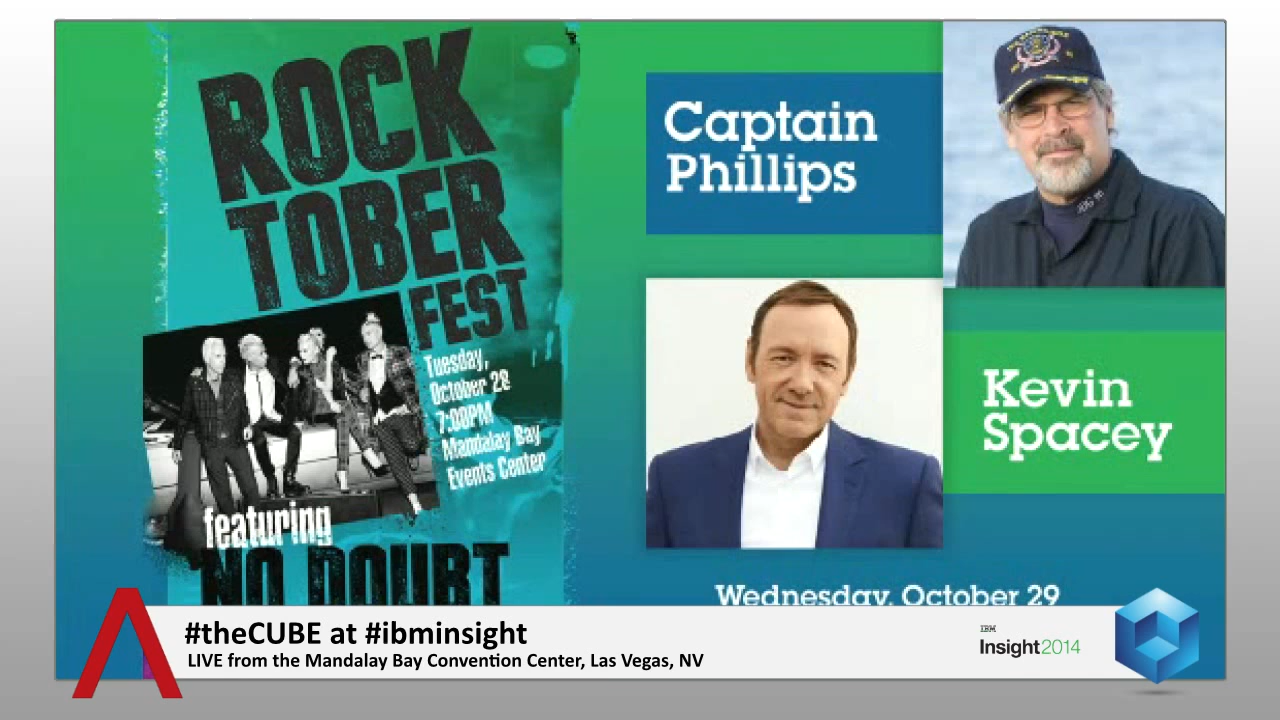 ROCK
TOBER
FEST
Tuesday,
October 28
7:00PM
Mandalay Bay
Events Center
featuring
NO DOUBT
Captain
Phillips
Kevin
Spacey
Wednesday, October 29
#theCUBE at #ibminsight
LIVE from the Mandalay Bay Convention Center, Las Vegas, NV
IBM
Insight2014